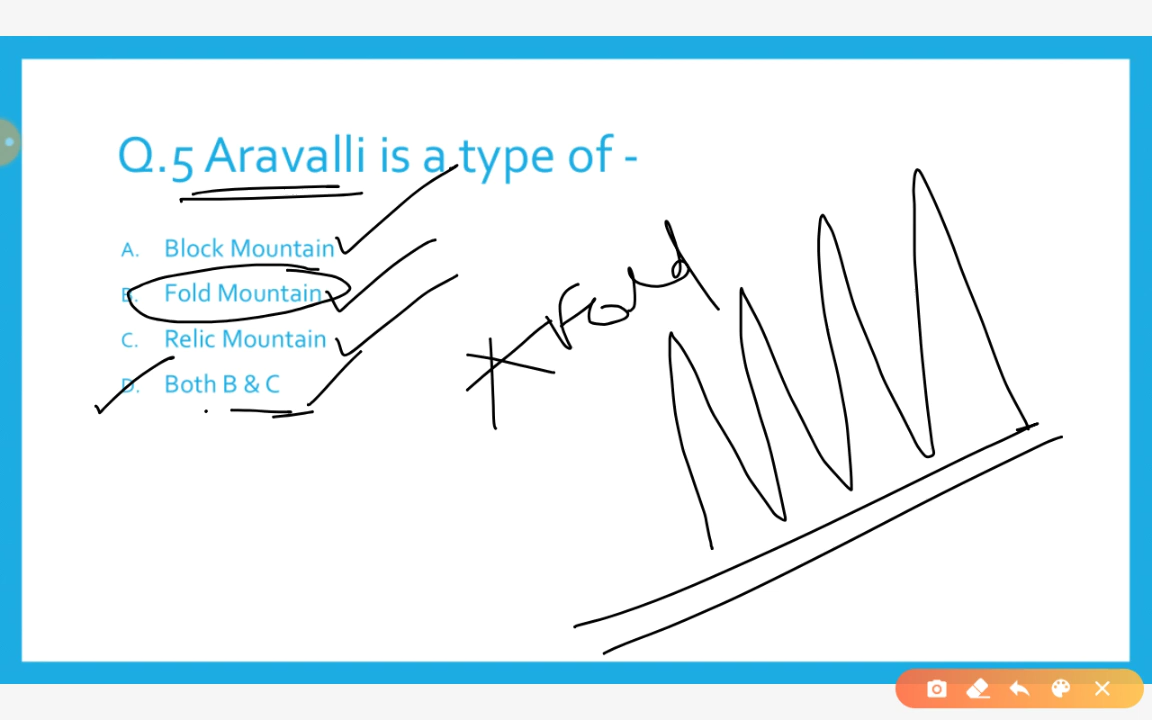 Q.5 Aravalli is a type of -
A. Block Mountain
B. Fold Mountain
C. Relic Mountain
D. Both B & C
Fold